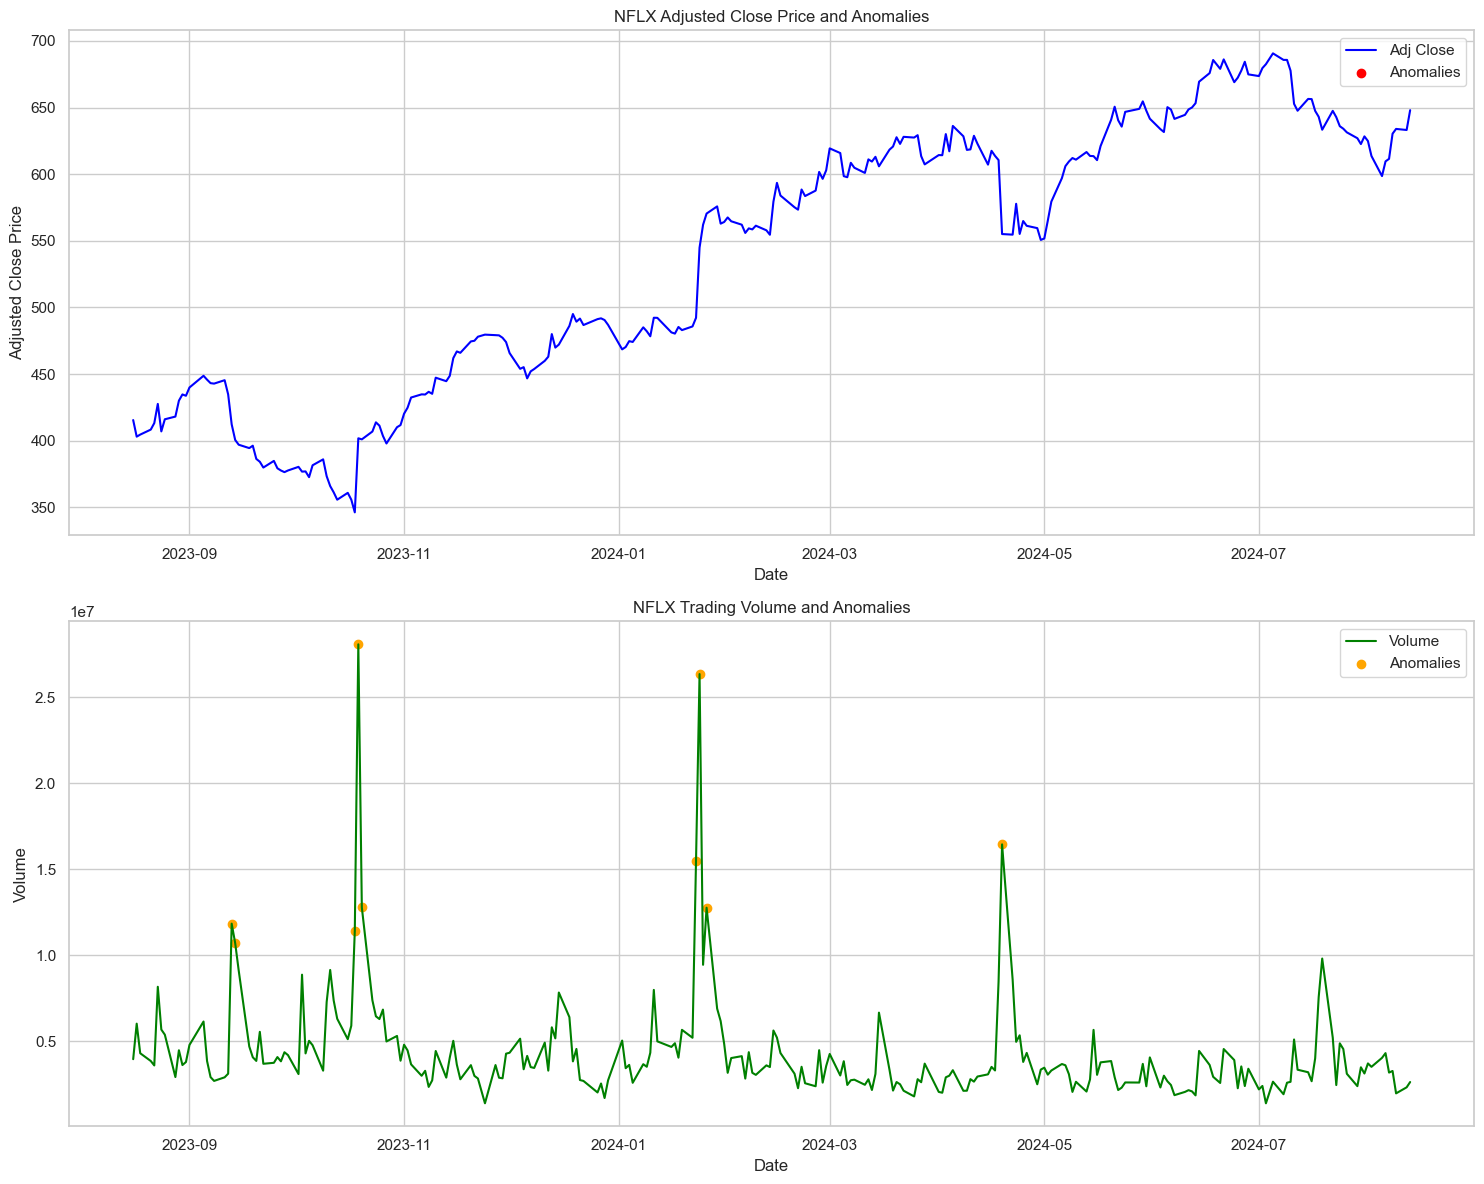 NFLX Adjusted Close Price and Anomalies
700
650
600
550
500
450
400
350
Adjusted Close Price
Adj Close
Anomalies
2023-09 2023-11 2024-01 2024-03 2024-05 2024-07
Date
NFLX Trading Volume and Anomalies
1e7
2.5
2.0
1.5
1.0
0.5
Volume
Volume
Anomalies
2023-09 2023-11 2024-01 2024-03 2024-05 2024-07
Date